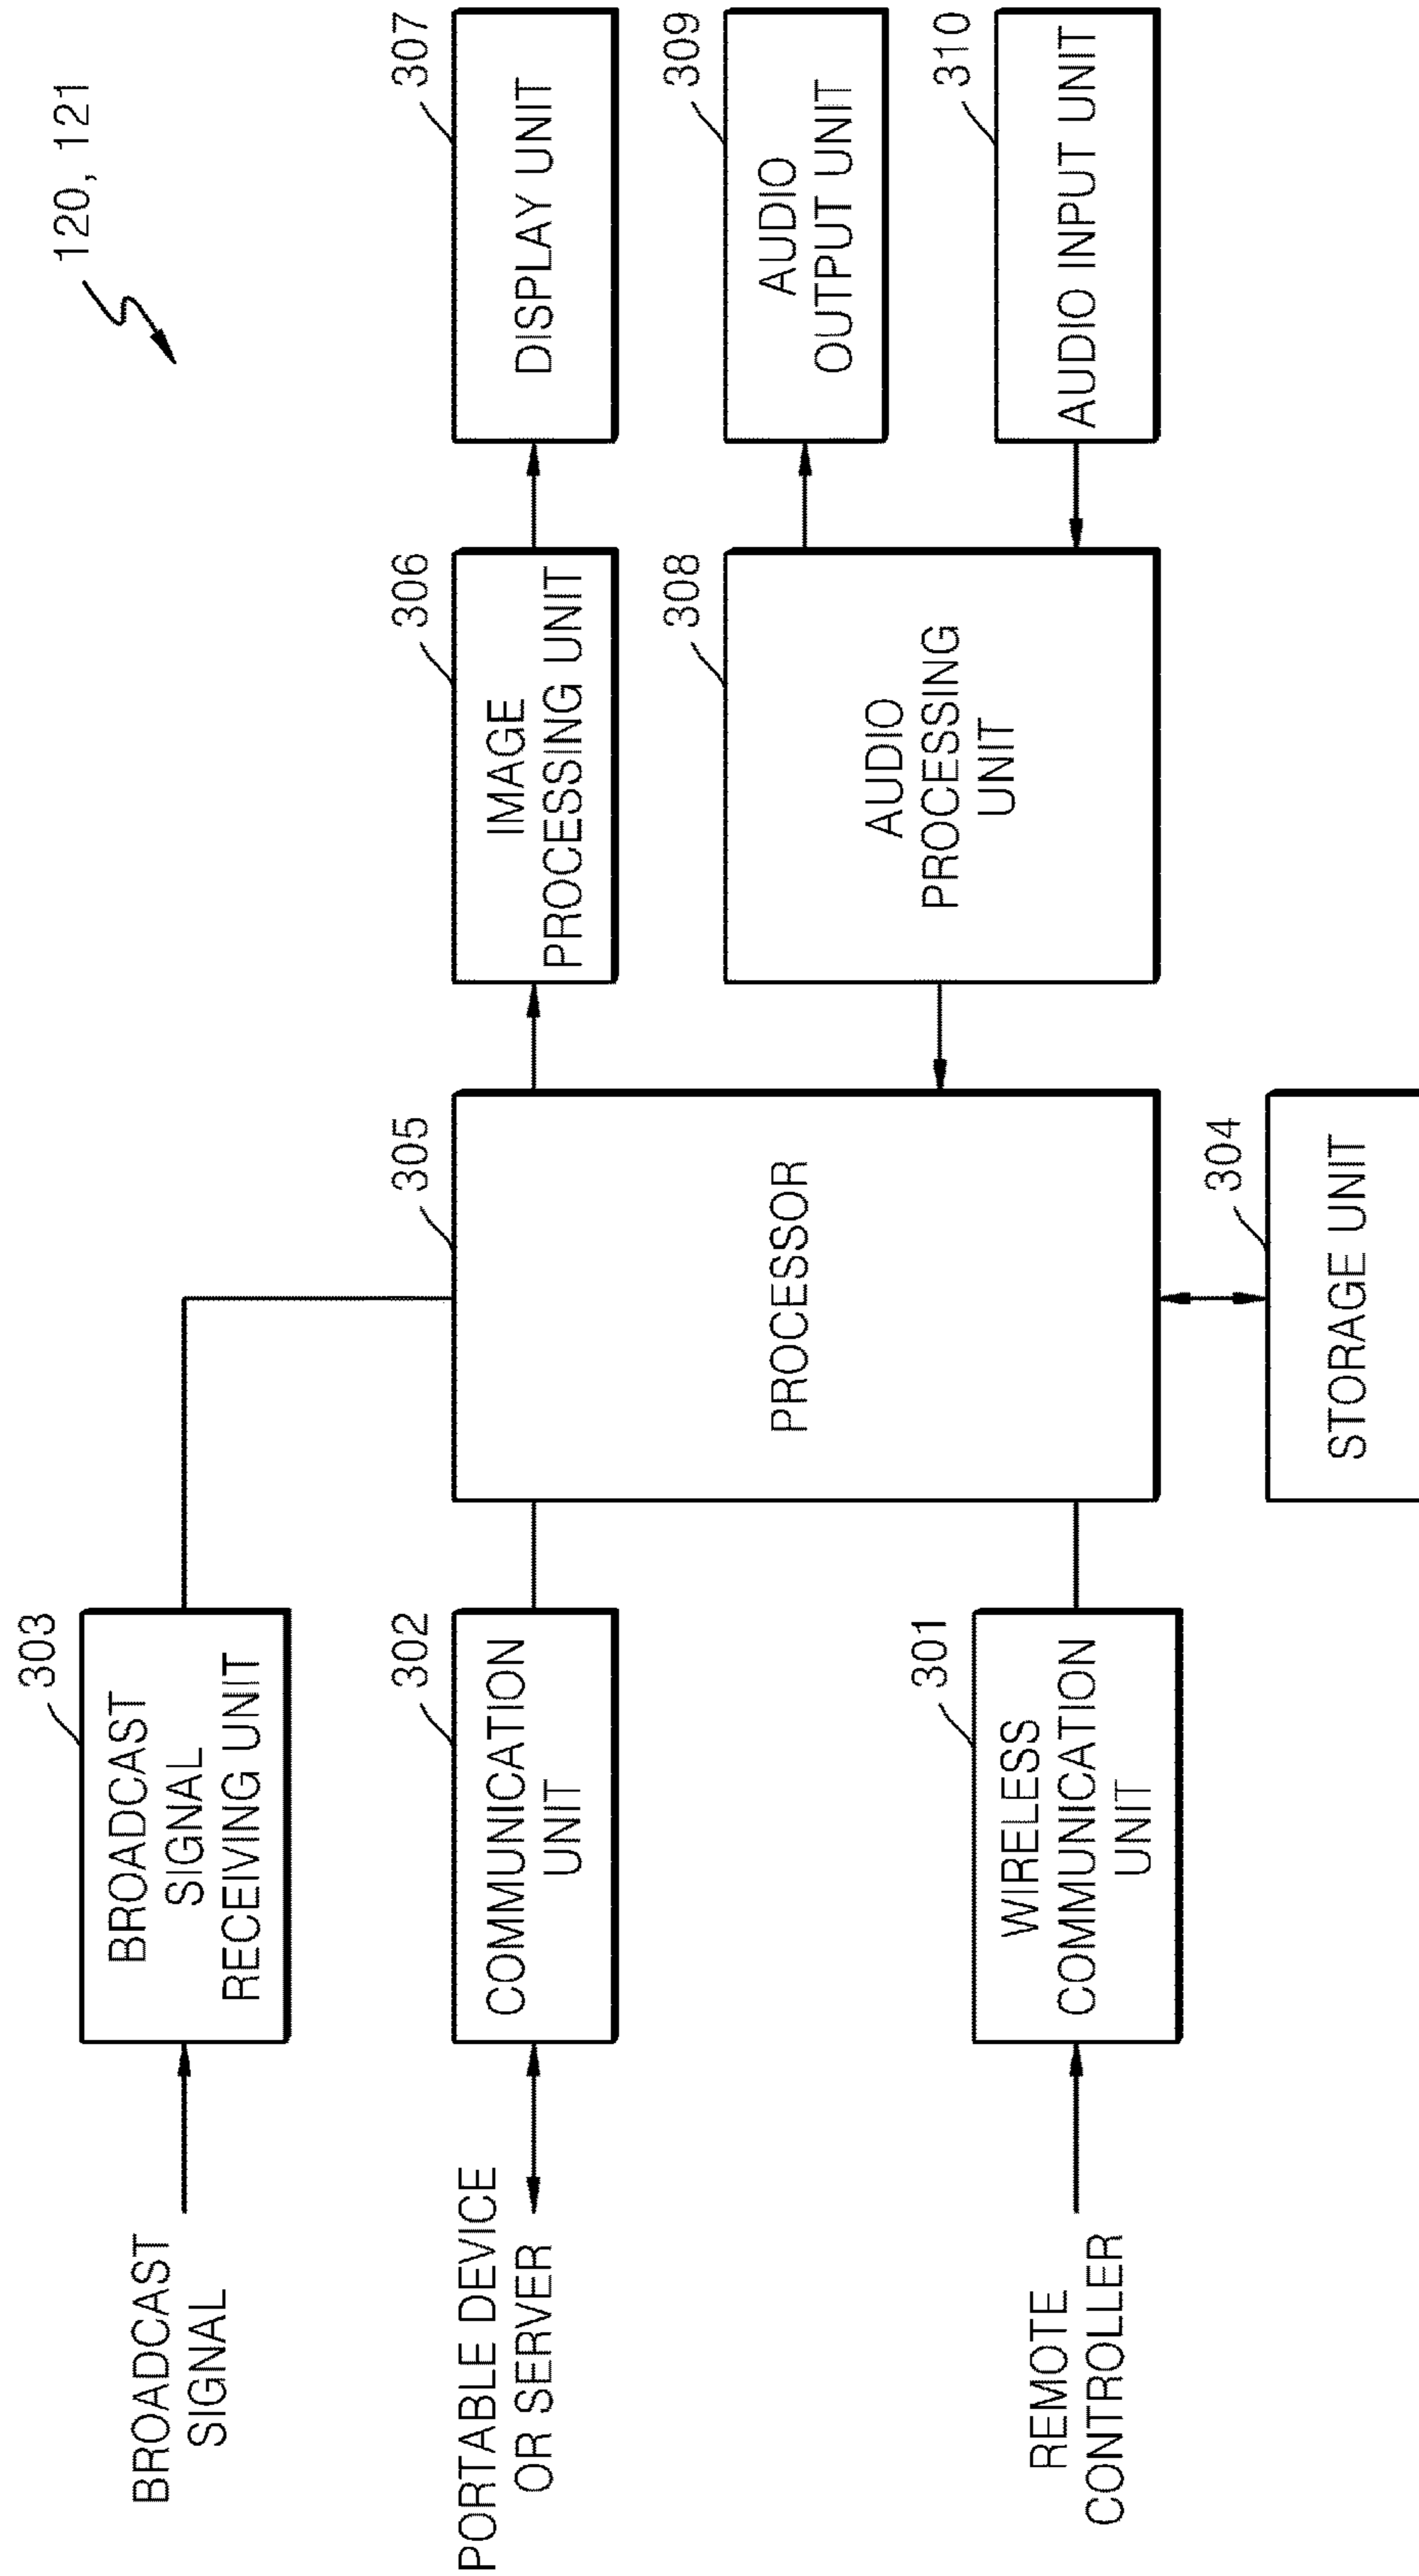 120, 121
303
BROADCAST
SIGNAL
RECEIVING UNIT
BROADCAST
SIGNAL
302
COMMUNICATION
UNIT
PORTABLE DEVICE
OR SERVER
305
PROCESSOR
306
IMAGE
PROCESSING UNIT
307
DISPLAY UNIT
308
AUDIO
PROCESSING
UNIT
309
AUDIO
OUTPUT UNIT
310
AUDIO INPUT UNIT
301
WIRELESS
COMMUNICATION
UNIT
REMOTE
CONTROLLER
304
STORAGE UNIT